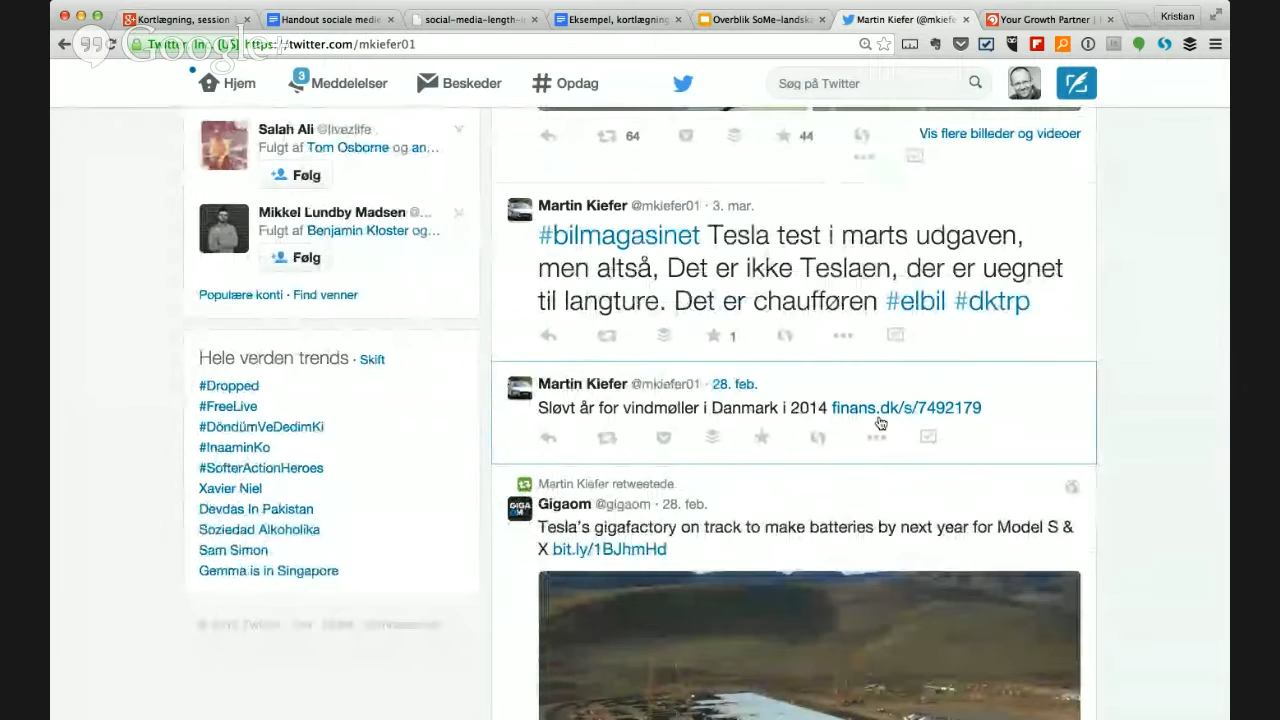 Kortlægning, session
Handout sociale medie
social-media-length-i
Eksempel, kortlægning
Overblik SoMe-landska
Martin Kiefer (@mkiefe
Your Growth Partner |
Kristian
Google+
Twitter, Inc. [US] https://twitter.com/mkiefer01
Hjem
3
Meddelelser
Beskeder
Opdag
Søg på Twitter
Salah Ali @livezlife
Fulgt af Tom Osborne og an...
Følg
Mikkel Lundby Madsen @...
Fulgt af Benjamin Kloster og...
Følg
Populære konti · Find venner
Hele verden trends · Skift
#Dropped
#FreeLive
#DöndümVeDedimKi
#InaaminKo
#SofterActionHeroes
Xavier Niel
Devdas In Pakistan
Soziedad Alkoholika
Sam Simon
Gemma is in Singapore
64
44
Vis flere billeder og videoer
Martin Kiefer @mkiefer01 · 3. mar.
#bilmagasinet Tesla test i marts udgaven,
men altså, Det er ikke Teslaen, der er uegnet
til langture. Det er chaufføren #elbil #dktrp
1
Martin Kiefer @mkiefer01 · 28. feb.
Sløvt år for vindmøller i Danmark i 2014 finans.dk/s/7492179
Martin Kiefer retweetede
GIGA
OM
Gigaom @gigaom · 28. feb.
Tesla's gigafactory on track to make batteries by next year for Model S &
X bit.ly/1BJhmHd